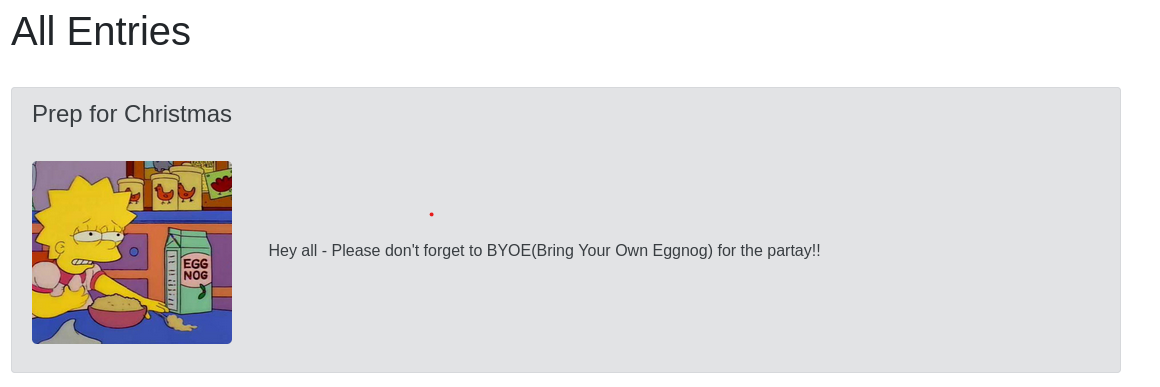 All Entries
Prep for Christmas
EGG
NOG
Hey all - Please don't forget to BYOE(Bring Your Own Eggnog) for the partay!!